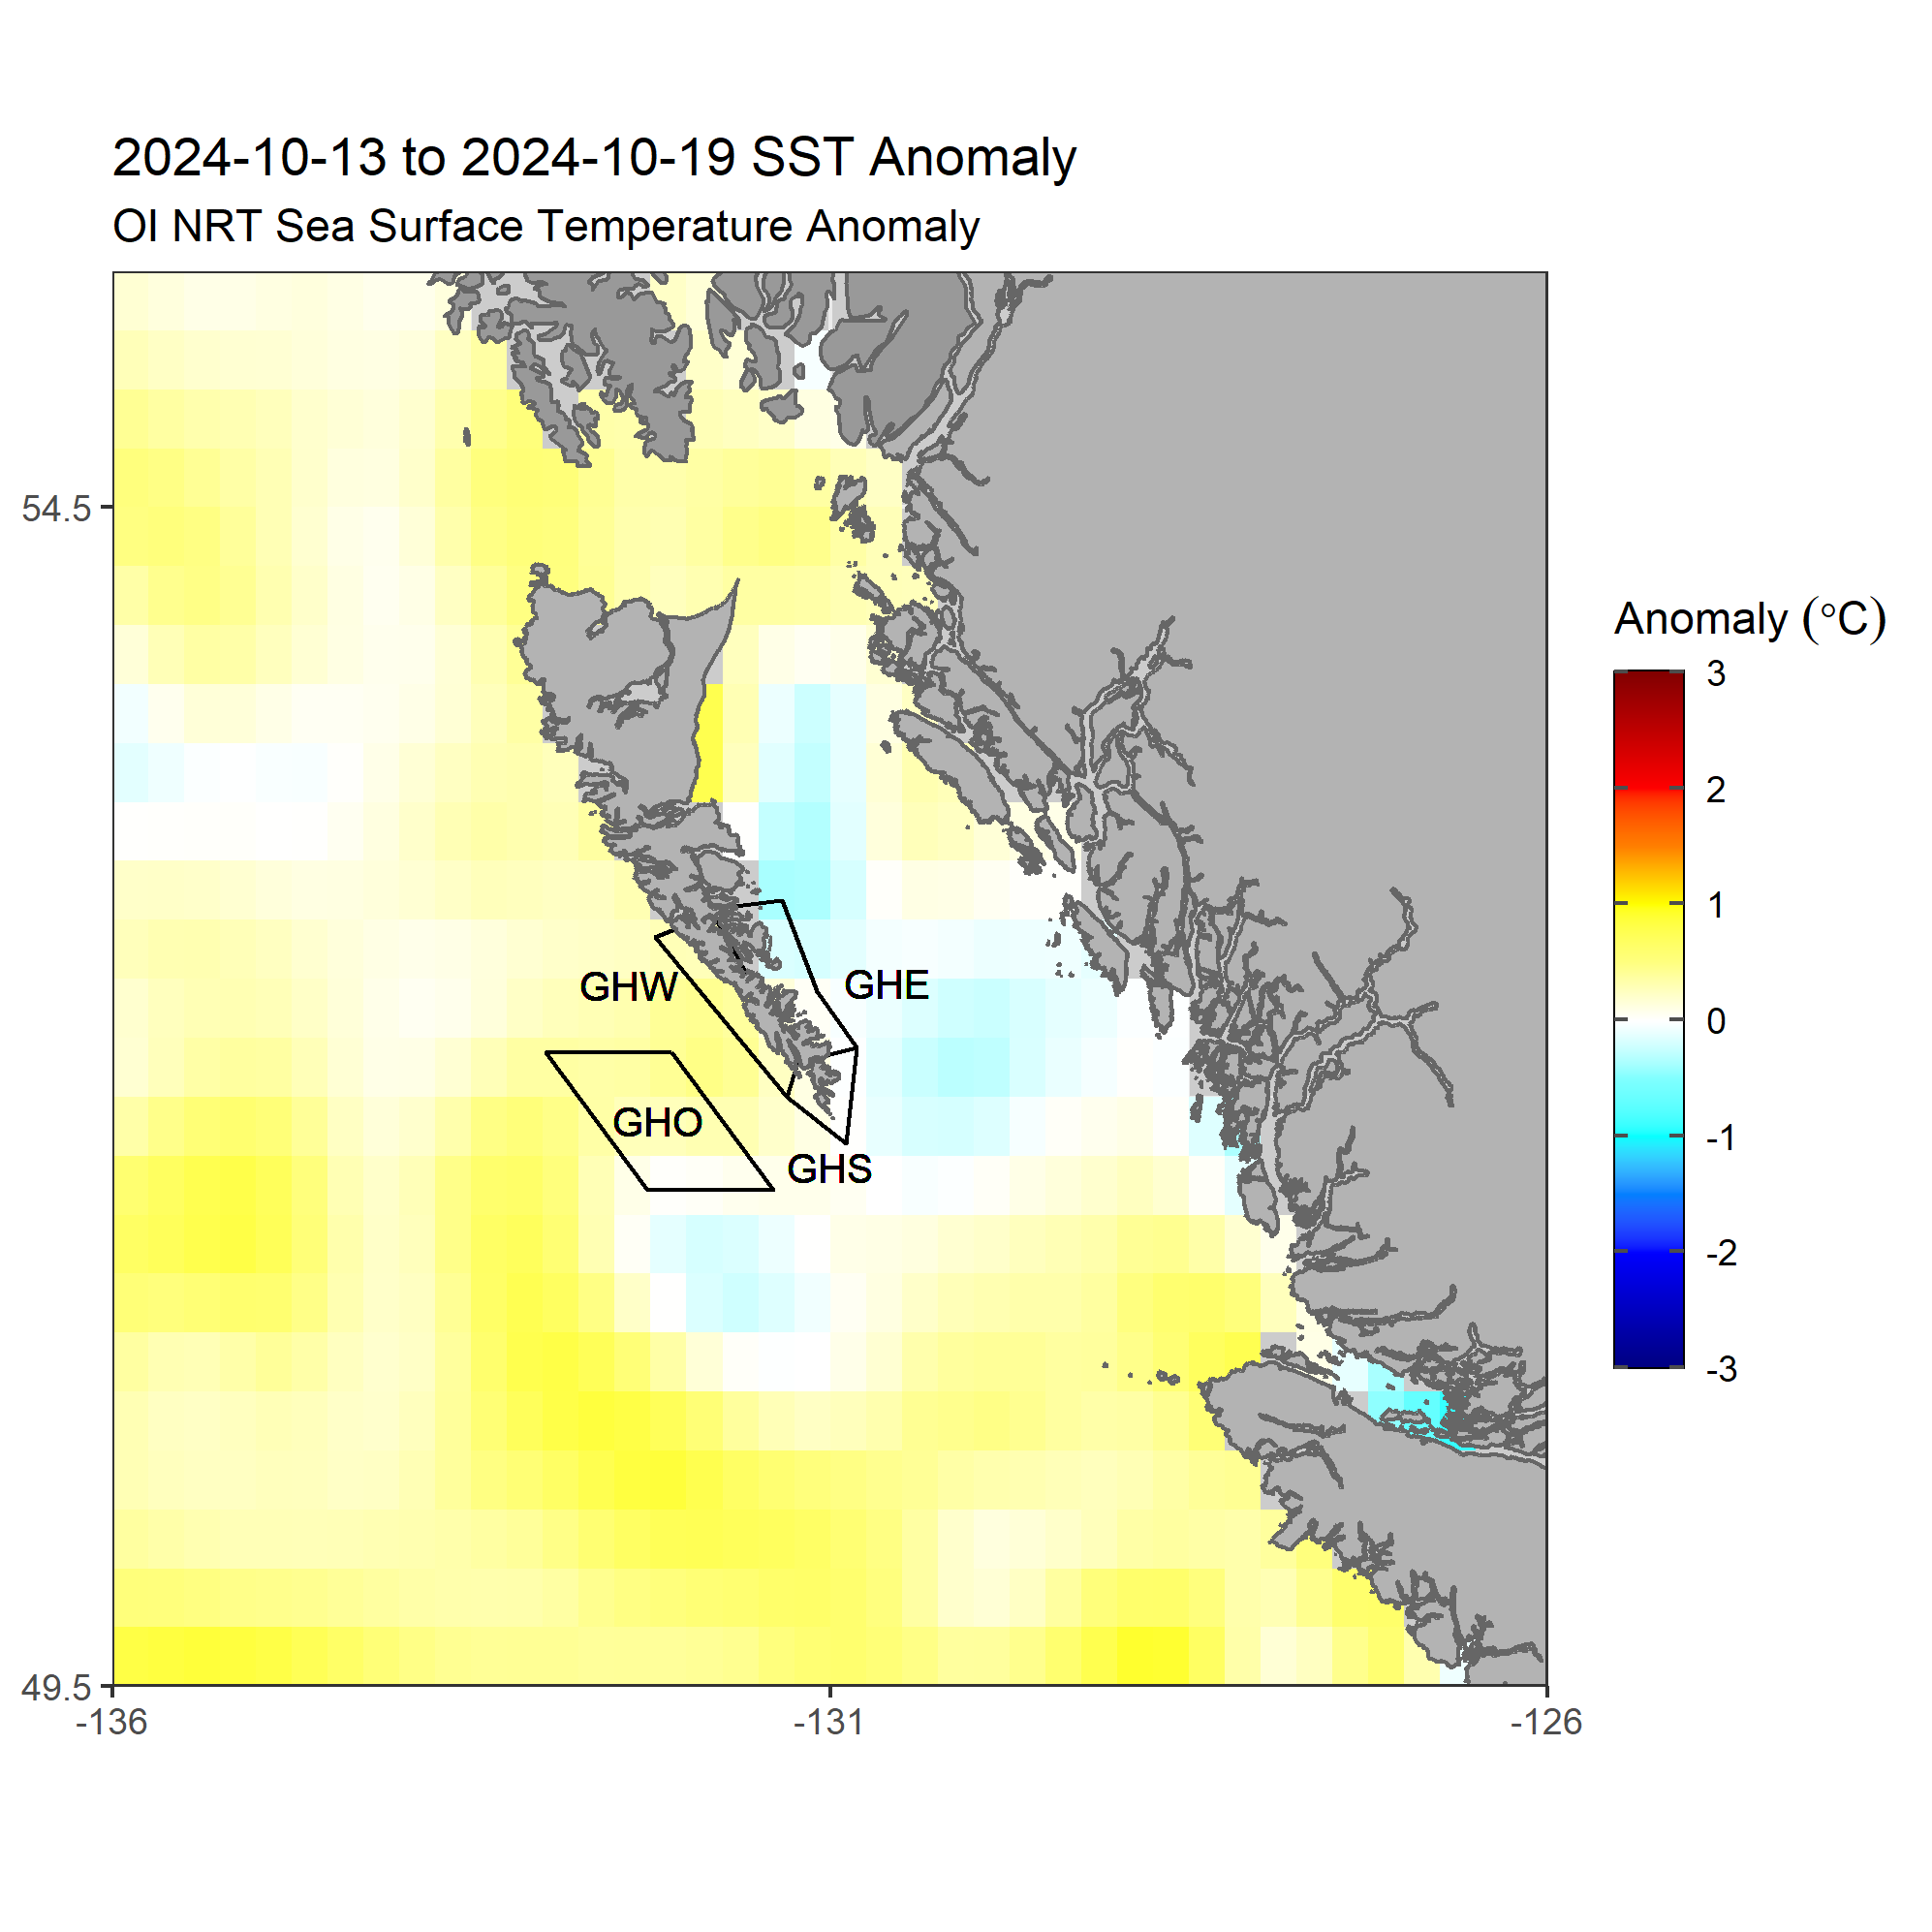 2024-10-13 to 2024-10-19 SST Anomaly
OI NRT Sea Surface Temperature Anomaly
54.5
49.5
-136
-131
-126
GHW
GHE
GHO
GHS
Anomaly (°C)
3
2
1
0
-1
-2
-3